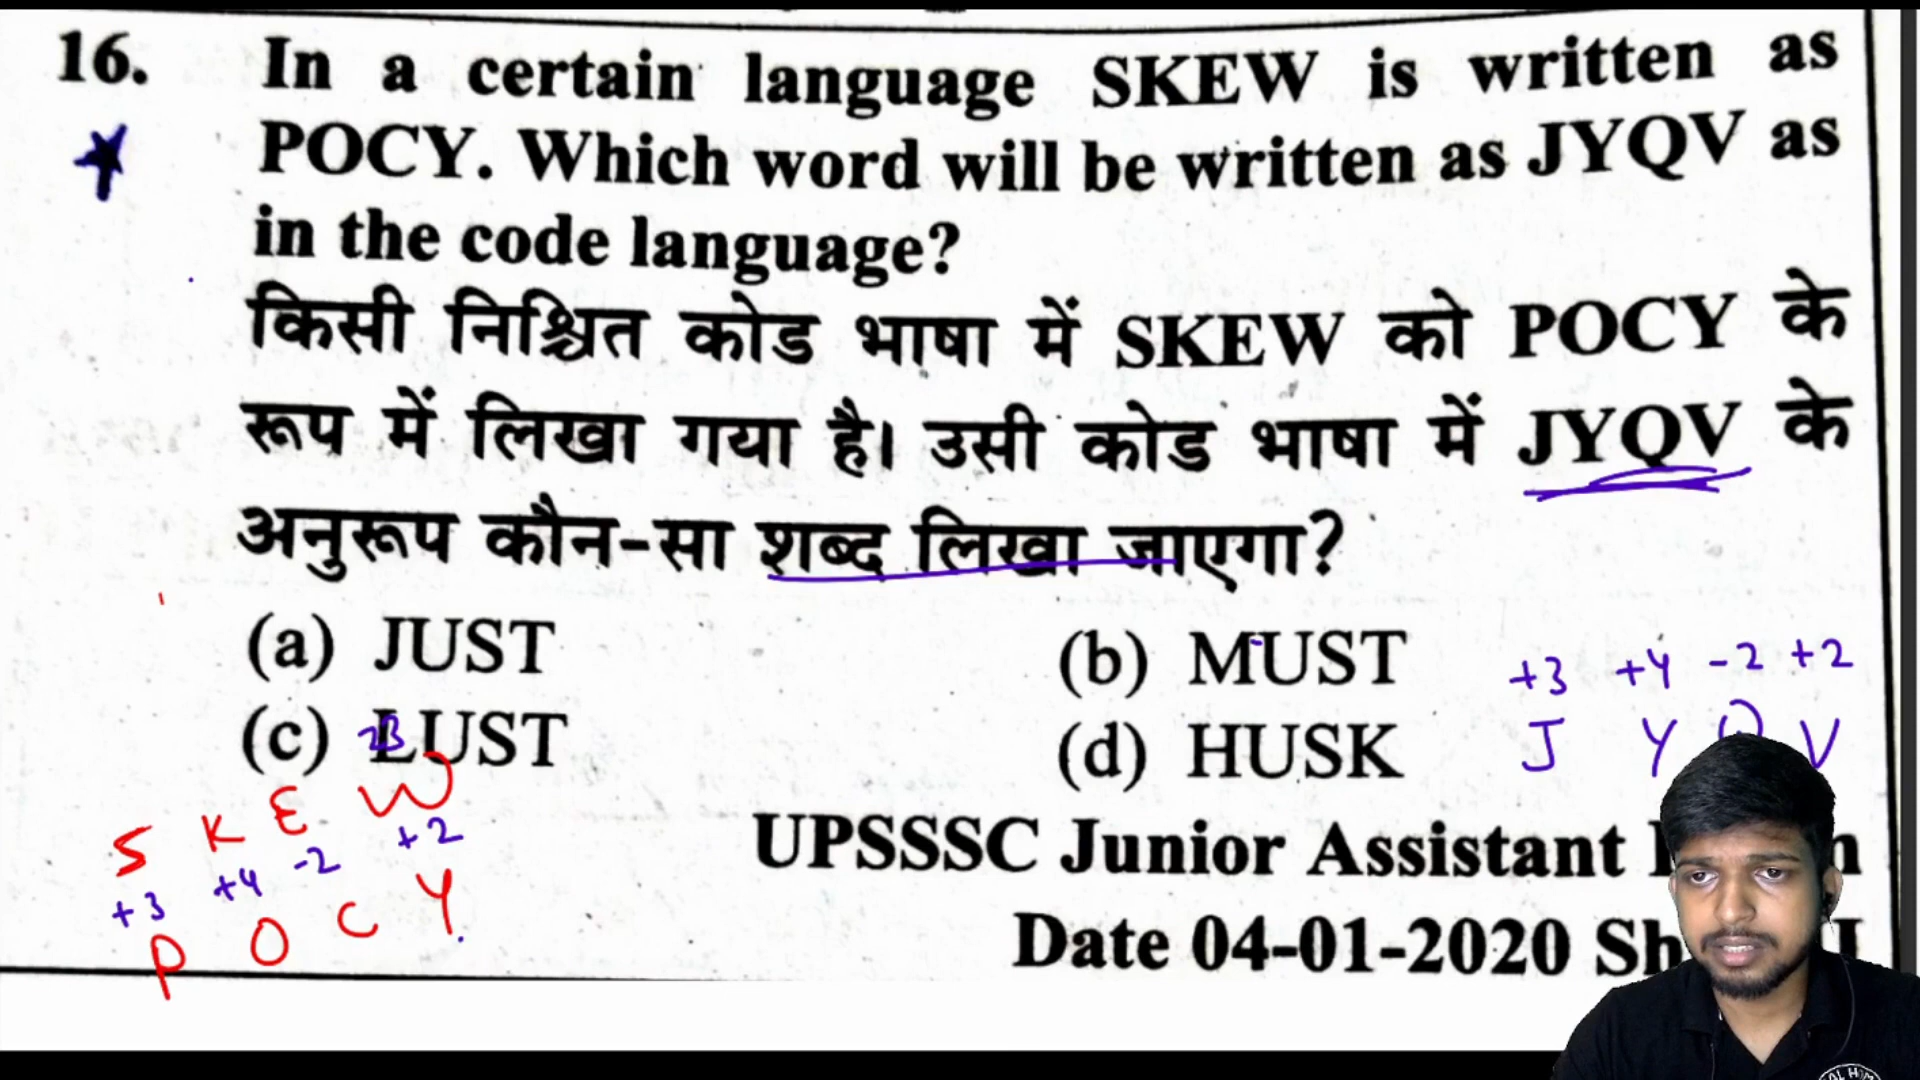 16. In a certain language SKEW is written as
POCY. Which word will be written as JYQV as
in the code language?
किसी निश्चित कोड भाषा में SKEW को POCY के
रूप में लिखा गया है। उसी कोड भाषा में JYQV के
अनुरूप कौन-सा शब्द लिखा जाएगा?
(a) JUST (b) MUST
(c) LUST (d) HUSK
+3 +4 -2 +2
J Y Q V
23
S K E W
+3 +4 -2 +2
P O C Y
UPSSSC Junior Assistant
Date 04-01-2020